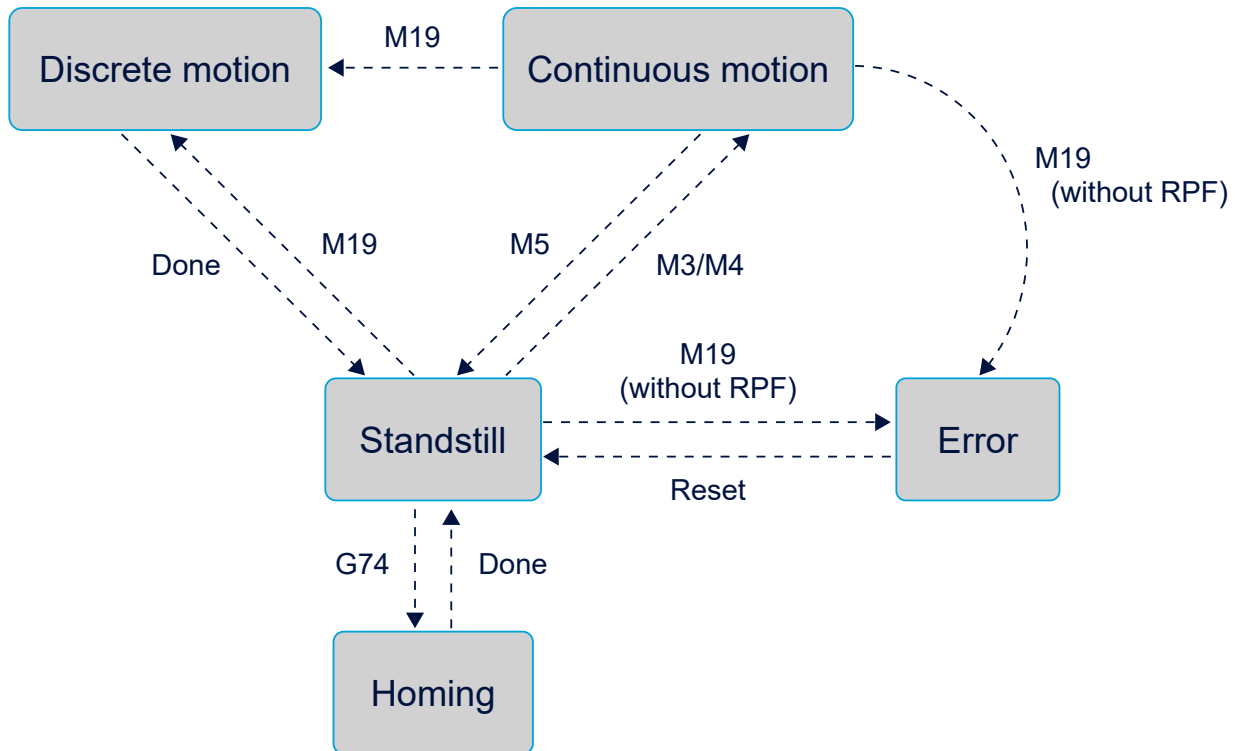 M19
Discrete motion
Continuous motion
M19
(without RPF)
M19
M5
Done
M3/M4
M19
(without RPF)
Standstill
Error
Reset
G74
Done
Homing